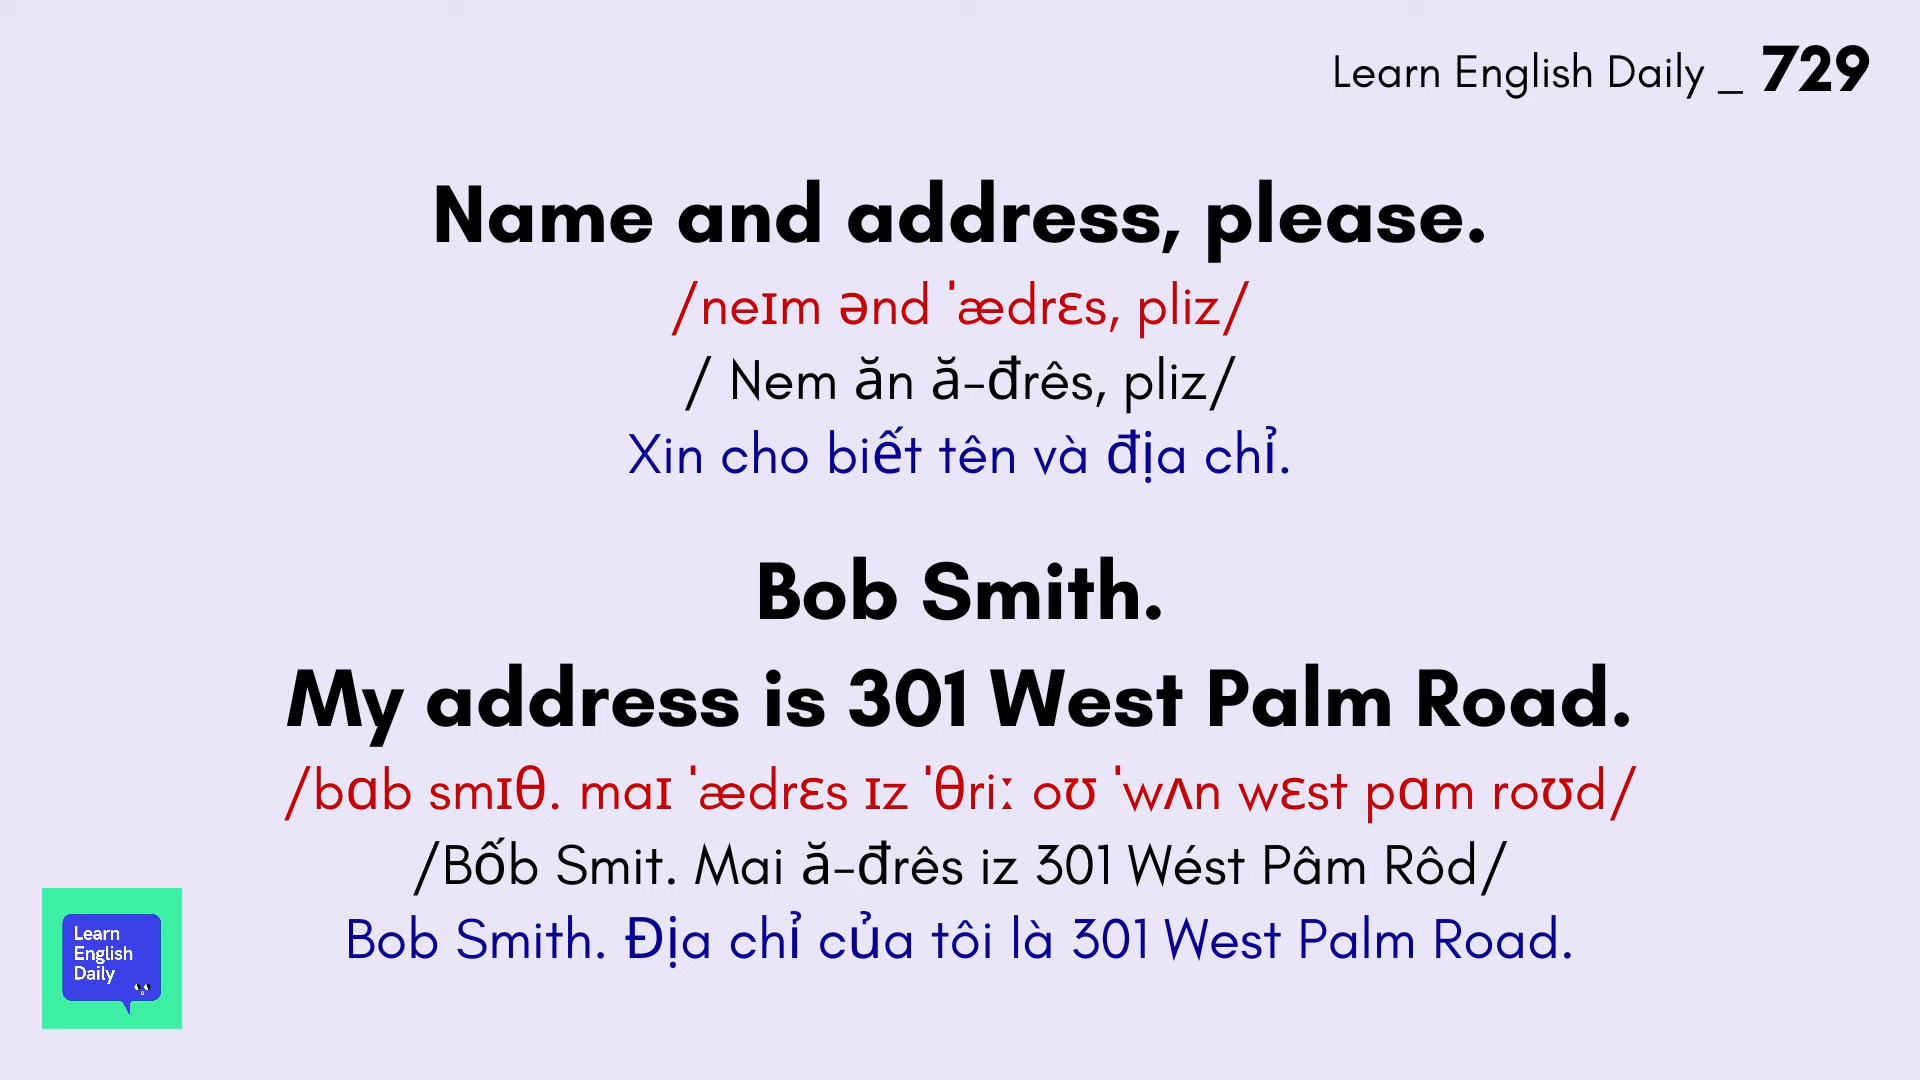 Learn English Daily _ 729
Name and address, please.
/neɪm ənd ˈædrɛs, pliz/
/ Nem ăn ă-đrês, pliz/
Xin cho biết tên và địa chỉ.
Bob Smith.
My address is 301 West Palm Road.
/bɑb smɪθ. maɪ ˈædrɛs ɪz ˈθriː oʊ ˈwʌn wɛst pɑm roʊd/
/Bốb Smit. Mai ă-đrês iz 301 Wést Pâm Rôd/
Bob Smith. Địa chỉ của tôi là 301 West Palm Road.
Learn
English
Daily